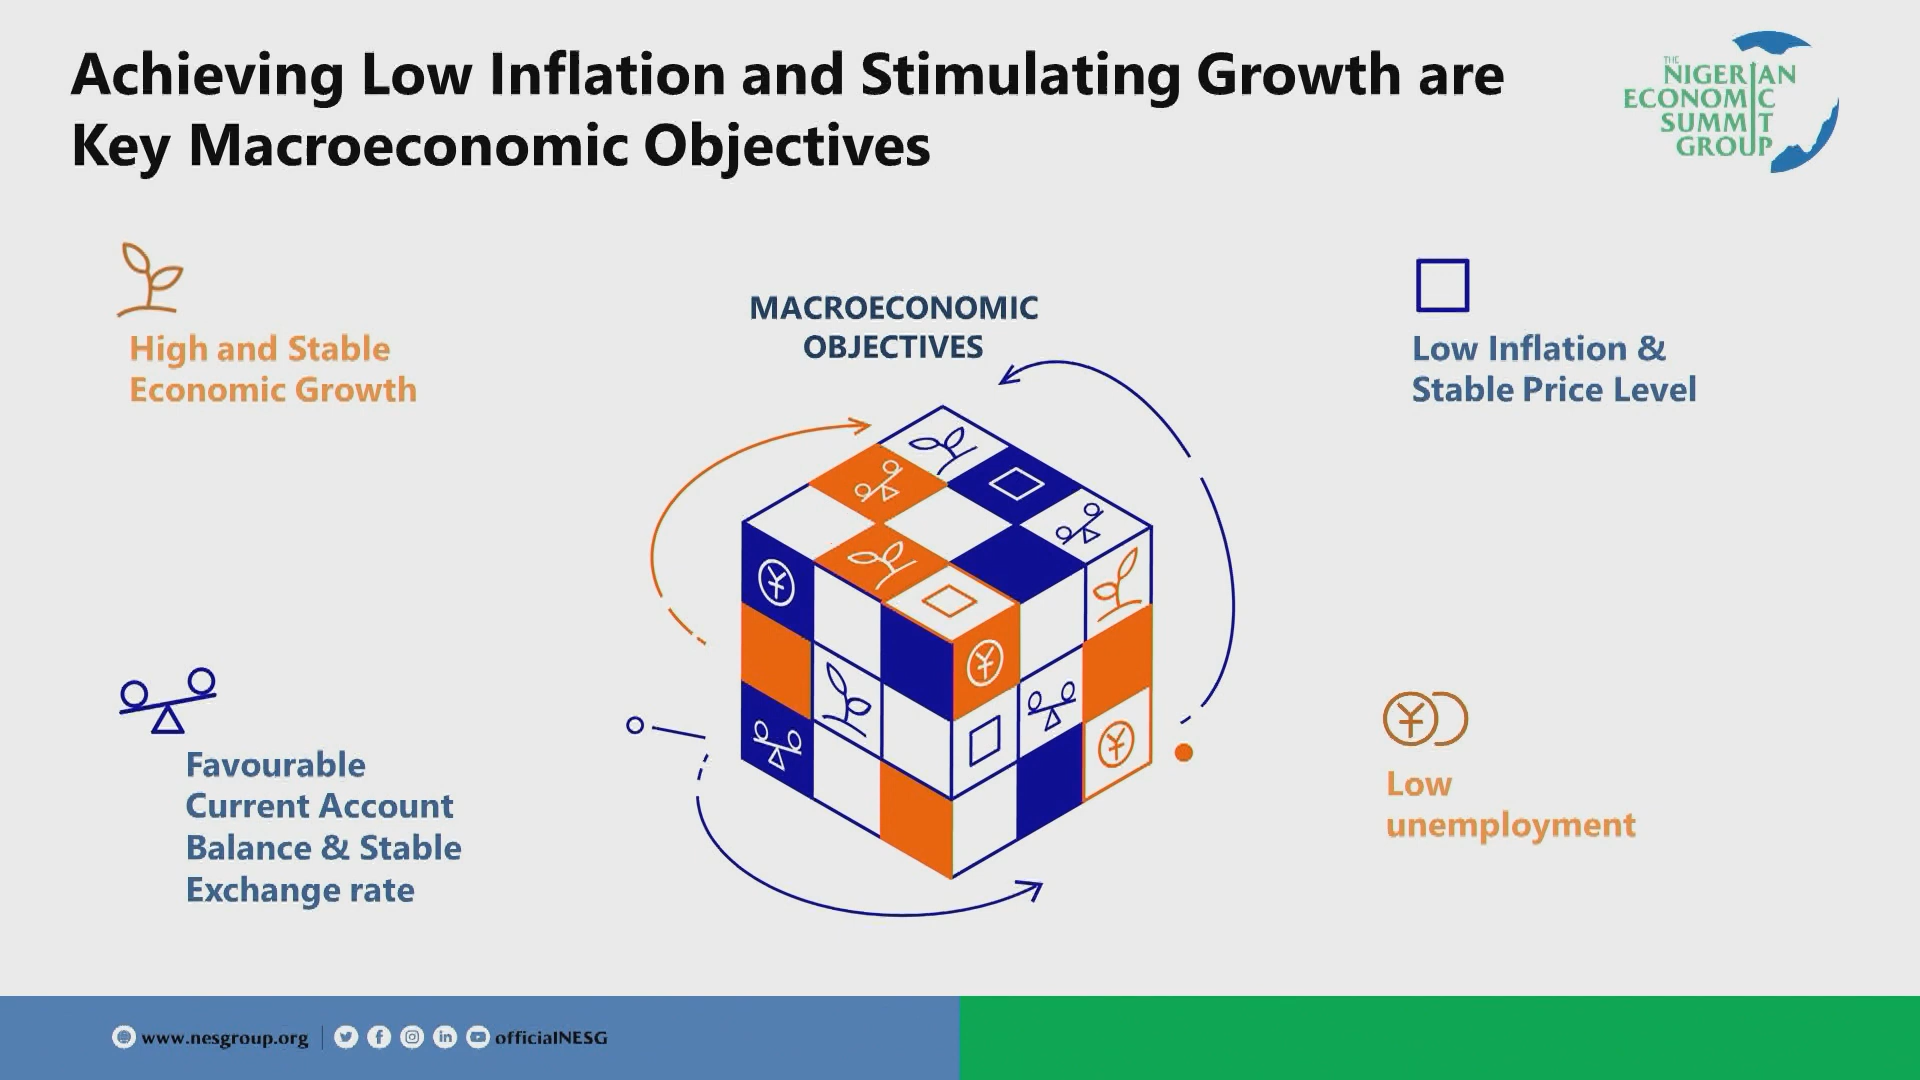 Achieving Low Inflation and Stimulating Growth are
Key Macroeconomic Objectives
THE
NIGERIAN
ECONOMIC
SUMMIT
GROUP
High and Stable
Economic Growth
MACROECONOMIC
OBJECTIVES
Low Inflation &
Stable Price Level
Favourable
Current Account
Balance & Stable
Exchange rate
Low
unemployment
www.nesgroup.org
officialNESG